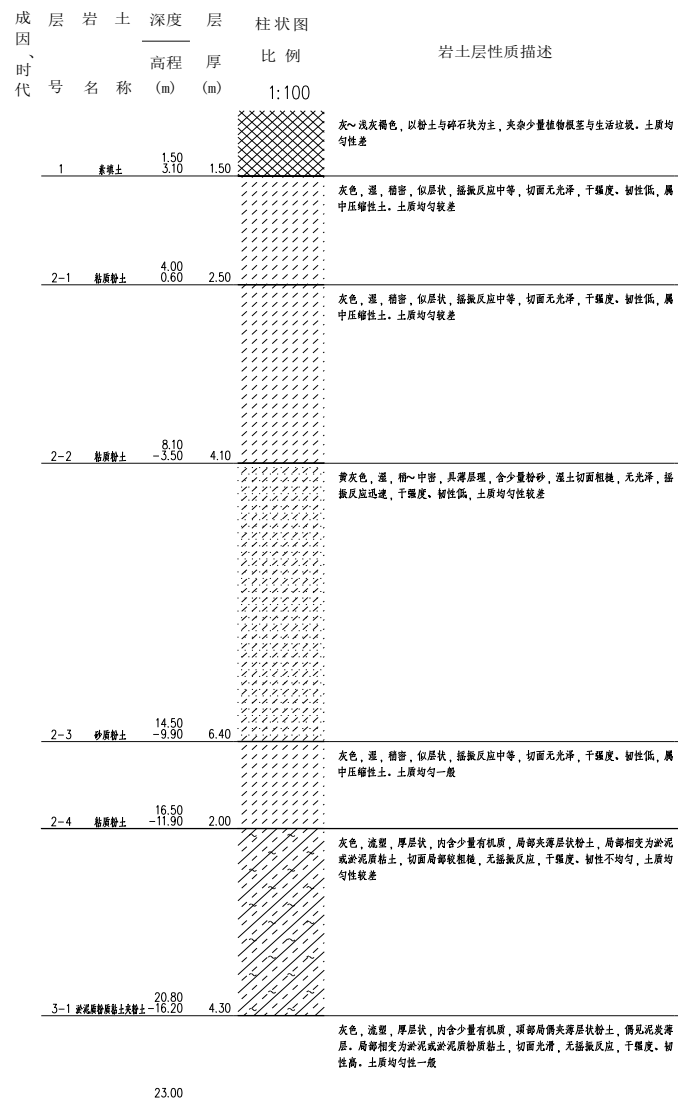 成因、时代 层号 岩土名称 深度 高程 (m) 层厚 (m) 柱状图 比例 1:100 岩土层性质描述
灰～浅灰褐色，以粉土与碎石块为主，夹杂少量植物根茎与生活垃圾。土质均
匀性差
1.50
1 素填土 3.10 1.50
灰色，湿，稍密，似层状，摇振反应中等，切面无光泽，干强度、韧性低，属
中压缩性土。土质均匀较差
4.00
2-1 粘质粉土 0.60 2.50
灰色，湿，稍密，似层状，摇振反应中等，切面无光泽，干强度、韧性低，属
中压缩性土。土质均匀较差
8.10
2-2 粘质粉土 -3.50 4.10
黄灰色，湿，稍～中密，具薄层理，含少量粉砂，湿土切面粗糙，无光泽，摇
振反应迅速，干强度、韧性低，土质均匀性较差
14.50
2-3 砂质粉土 -9.90 6.40
灰色，湿，稍密，似层状，摇振反应中等，切面无光泽，干强度、韧性低，属
中压缩性土。土质均匀一般
16.50
2-4 粘质粉土 -11.90 2.00
灰色，流塑，厚层状，内含少量有机质，局部夹薄层状粉土，局部相变为淤泥
或淤泥质粘土，切面局部较粗糙，无摇振反应，干强度、韧性不均匀，土质均
匀性较差
20.80
3-1 淤泥质粉质粘土夹粉土 -16.20 4.30
灰色，流塑，厚层状，内含少量有机质，顶部局偶夹薄层状粉土，偶见泥炭薄
层。局部相变为淤泥或淤泥质粉质粘土，切面光滑，无摇振反应，干强度、韧
性高。土质均匀性一般
23.00